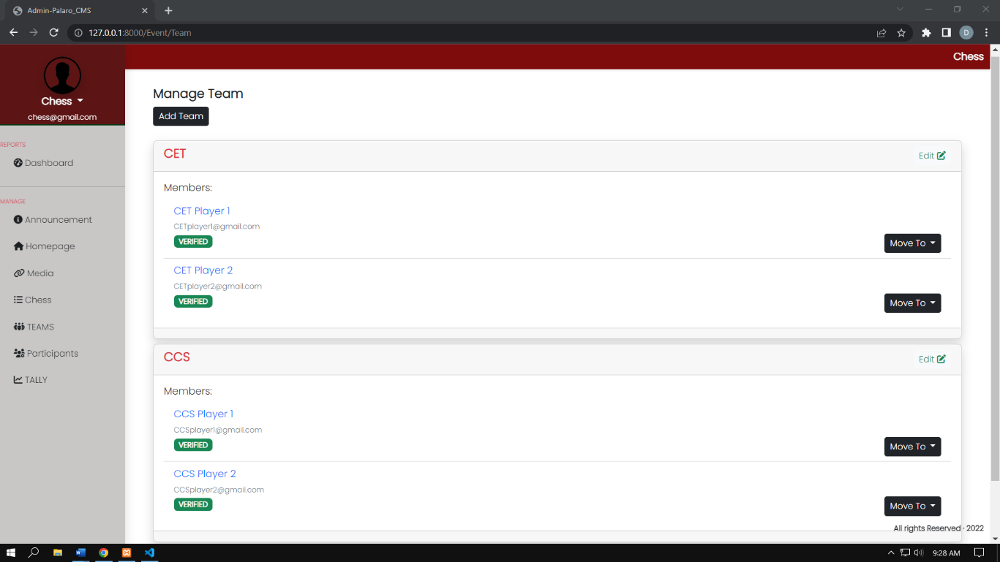 Admin-Palaro_CMS
127.0.0.1:8000/Event/Team
D
Chess
Chess
chess@gmail.com
REPORTS
Dashboard
MANAGE
Announcement
Homepage
Media
Chess
TEAMS
Participants
TALLY
Manage Team
Add Team
CET
Edit
Members:
CET Player 1
CETplayer1@gmail.com
VERIFIED
Move To
CET Player 2
CETplayer2@gmail.com
VERIFIED
Move To
CCS
Edit
Members:
CCS Player 1
CCSplayer1@gmail.com
VERIFIED
Move To
CCS Player 2
CCSplayer2@gmail.com
VERIFIED
Move To
All rights Reserved · 2022
9:28 AM